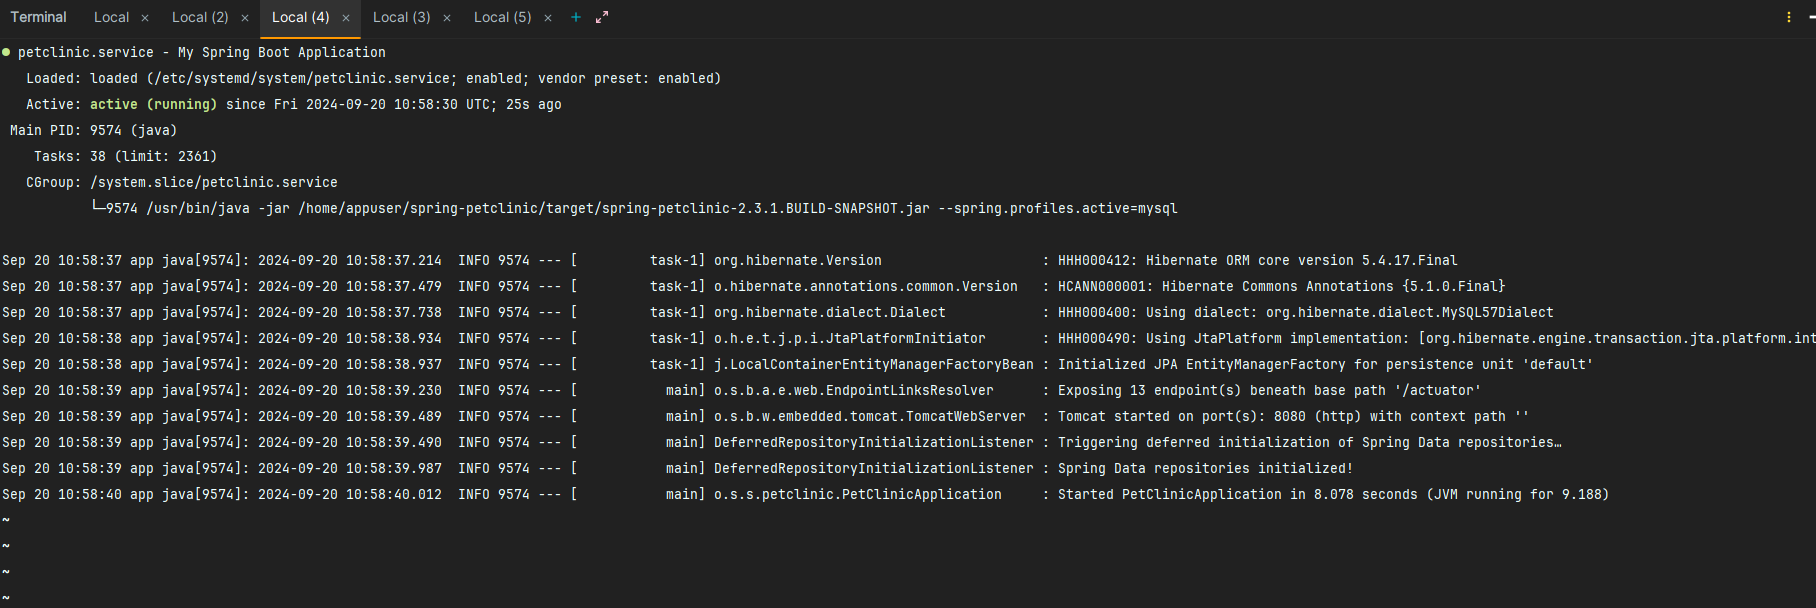 Terminal Local × Local (2) × Local (4) × Local (3) × Local (5) × +
● petclinic.service - My Spring Boot Application
Loaded: loaded (/etc/systemd/system/petclinic.service; enabled; vendor preset: enabled)
Active: active (running) since Fri 2024-09-20 10:58:30 UTC; 25s ago
Main PID: 9574 (java)
Tasks: 38 (limit: 2361)
CGroup: /system.slice/petclinic.service
└─9574 /usr/bin/java -jar /home/appuser/spring-petclinic/target/spring-petclinic-2.3.1.BUILD-SNAPSHOT.jar --spring.profiles.active=mysql
Sep 20 10:58:37 app java[9574]: 2024-09-20 10:58:37.214  INFO 9574 --- [         task-1] org.hibernate.Version                    : HHH000412: Hibernate ORM core version 5.4.17.Final
Sep 20 10:58:37 app java[9574]: 2024-09-20 10:58:37.479  INFO 9574 --- [         task-1] o.hibernate.annotations.common.Version   : HCANN000001: Hibernate Commons Annotations {5.1.0.Final}
Sep 20 10:58:37 app java[9574]: 2024-09-20 10:58:37.738  INFO 9574 --- [         task-1] org.hibernate.dialect.Dialect            : HHH000400: Using dialect: org.hibernate.dialect.MySQL57Dialect
Sep 20 10:58:38 app java[9574]: 2024-09-20 10:58:38.934  INFO 9574 --- [         task-1] o.h.e.t.j.p.i.JtaPlatformInitiator       : HHH000490: Using JtaPlatform implementation: [org.hibernate.engine.transaction.jta.platform.int
Sep 20 10:58:38 app java[9574]: 2024-09-20 10:58:38.937  INFO 9574 --- [         task-1] j.LocalContainerEntityManagerFactoryBean : Initialized JPA EntityManagerFactory for persistence unit 'default'
Sep 20 10:58:39 app java[9574]: 2024-09-20 10:58:39.230  INFO 9574 --- [           main] o.s.b.a.e.web.EndpointLinksResolver      : Exposing 13 endpoint(s) beneath base path '/actuator'
Sep 20 10:58:39 app java[9574]: 2024-09-20 10:58:39.489  INFO 9574 --- [           main] o.s.b.w.embedded.tomcat.TomcatWebServer  : Tomcat started on port(s): 8080 (http) with context path ''
Sep 20 10:58:39 app java[9574]: 2024-09-20 10:58:39.490  INFO 9574 --- [           main] DeferredRepositoryInitializationListener : Triggering deferred initialization of Spring Data repositories…
Sep 20 10:58:39 app java[9574]: 2024-09-20 10:58:39.987  INFO 9574 --- [           main] DeferredRepositoryInitializationListener : Spring Data repositories initialized!
Sep 20 10:58:40 app java[9574]: 2024-09-20 10:58:40.012  INFO 9574 --- [           main] o.s.s.petclinic.PetClinicApplication     : Started PetClinicApplication in 8.078 seconds (JVM running for 9.188)
~
~
~
~